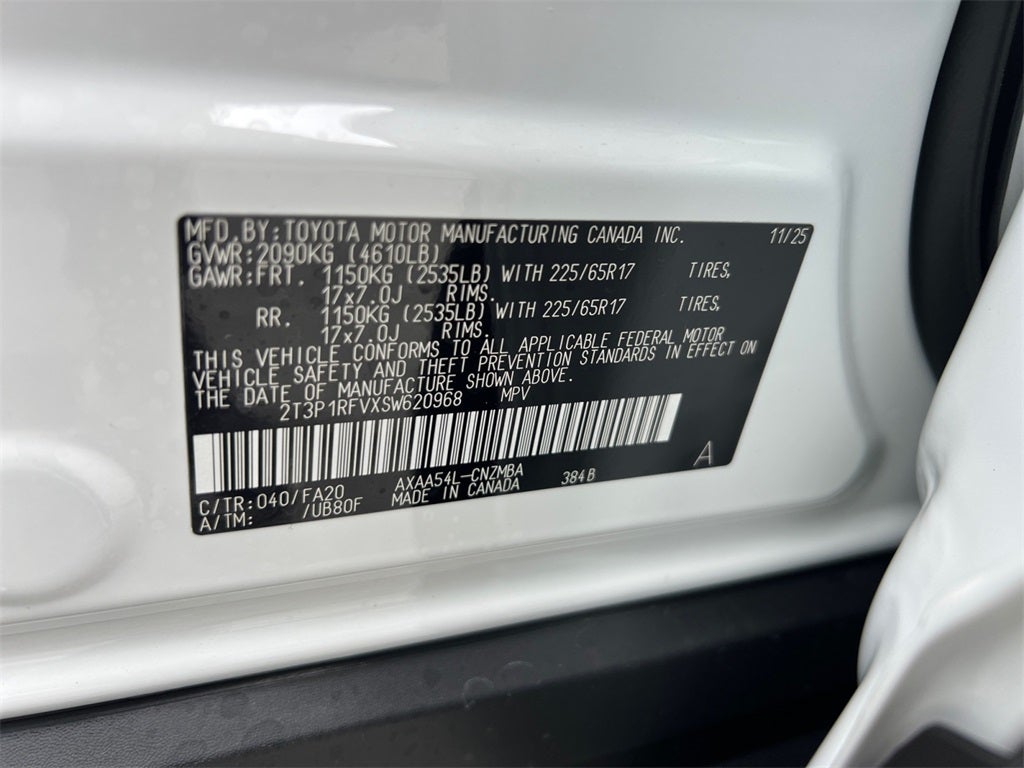 MFD. BY: TOYOTA MOTOR MANUFACTURING CANADA INC. 11/25
GVWR: 2090KG (4610LB)
GAWR: FRT. 1150KG (2535LB) WITH 225/65R17 TIRES,
17x7.0J RIMS.
RR. 1150KG (2535LB) WITH 225/65R17 TIRES,
17x7.0J RIMS.
THIS VEHICLE CONFORMS TO ALL APPLICABLE FEDERAL MOTOR
VEHICLE SAFETY AND THEFT PREVENTION STANDARDS IN EFFECT ON
THE DATE OF MANUFACTURE SHOWN ABOVE.
2T3P1RFVXSW620968 MPV
A
C/TR: 040/FA20 AXAA54L-CNZMBA 384B
A/TM: /UB80F MADE IN CANADA